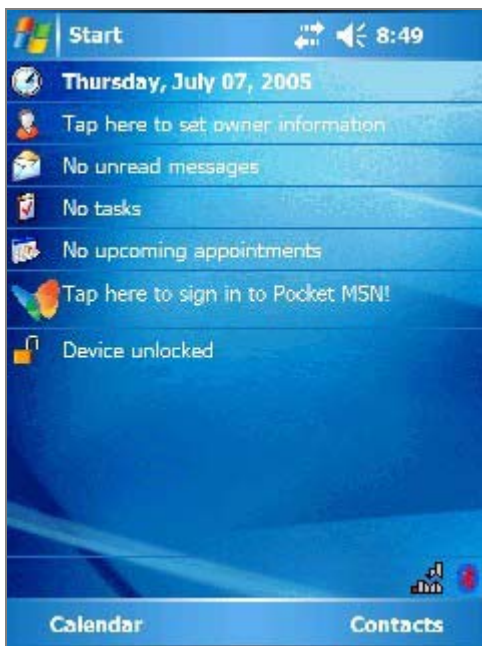 Start 8:49
Thursday, July 07, 2005
Tap here to set owner information
No unread messages
No tasks
No upcoming appointments
Tap here to sign in to Pocket MSN!
Device unlocked
Calendar Contacts